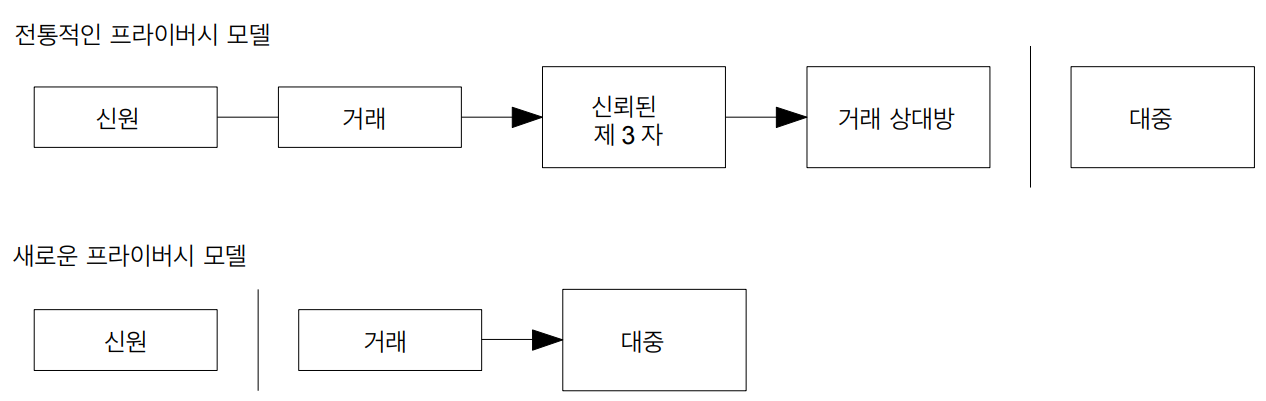 전통적인 프라이버시 모델
신원
거래
신뢰된
제 3 자
거래 상대방
대중
새로운 프라이버시 모델
신원
거래
대중